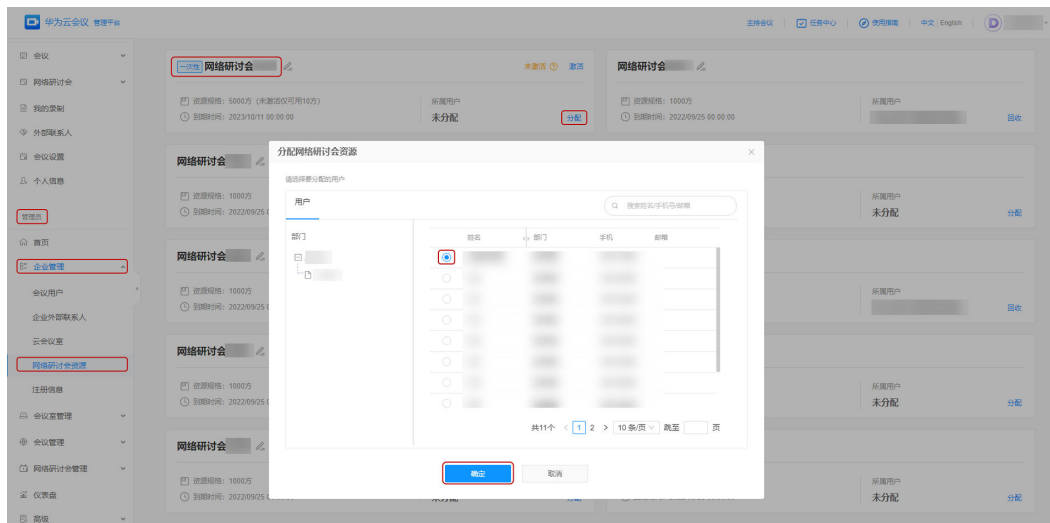 华为云会议 管理平台
主持会议 任务中心 使用指南 中文 English D
会议
网络研讨会
我的录制
外部联系人
会议设置
个人信息
管理员
首页
企业管理
会议用户
企业外部联系人
云会议室
网络研讨会资源
注册信息
会议室管理
会议管理
网络研讨会管理
仪表盘
高级
一次性 网络研讨会 未激活 激活
资源规格：5000方（未激活仅可用10方）
到期时间：2023/10/11 00:00:00
所属用户
未分配 分配
网络研讨会
资源规格：1000方
到期时间：2022/09/25 00:00:00
所属用户
回收
网络研讨会
资源规格：1000方
到期时间：2022/09/25 0
所属用户
未分配 分配
网络研讨会
资源规格：1000方
到期时间：2022/09/25 0
所属用户
回收
网络研讨会
资源规格：1000方
到期时间：2022/09/25 0
所属用户
未分配 分配
网络研讨会
资源规格：1000方
到期时间：2022/09/25
所属用户
未分配 分配
分配网络研讨会资源
请选择要分配的用户
用户
搜索姓名/手机号/邮箱
部门
姓名 部门 手机 邮箱
共11个 < 1 2 > 10 条/页 跳至 页
确定 取消